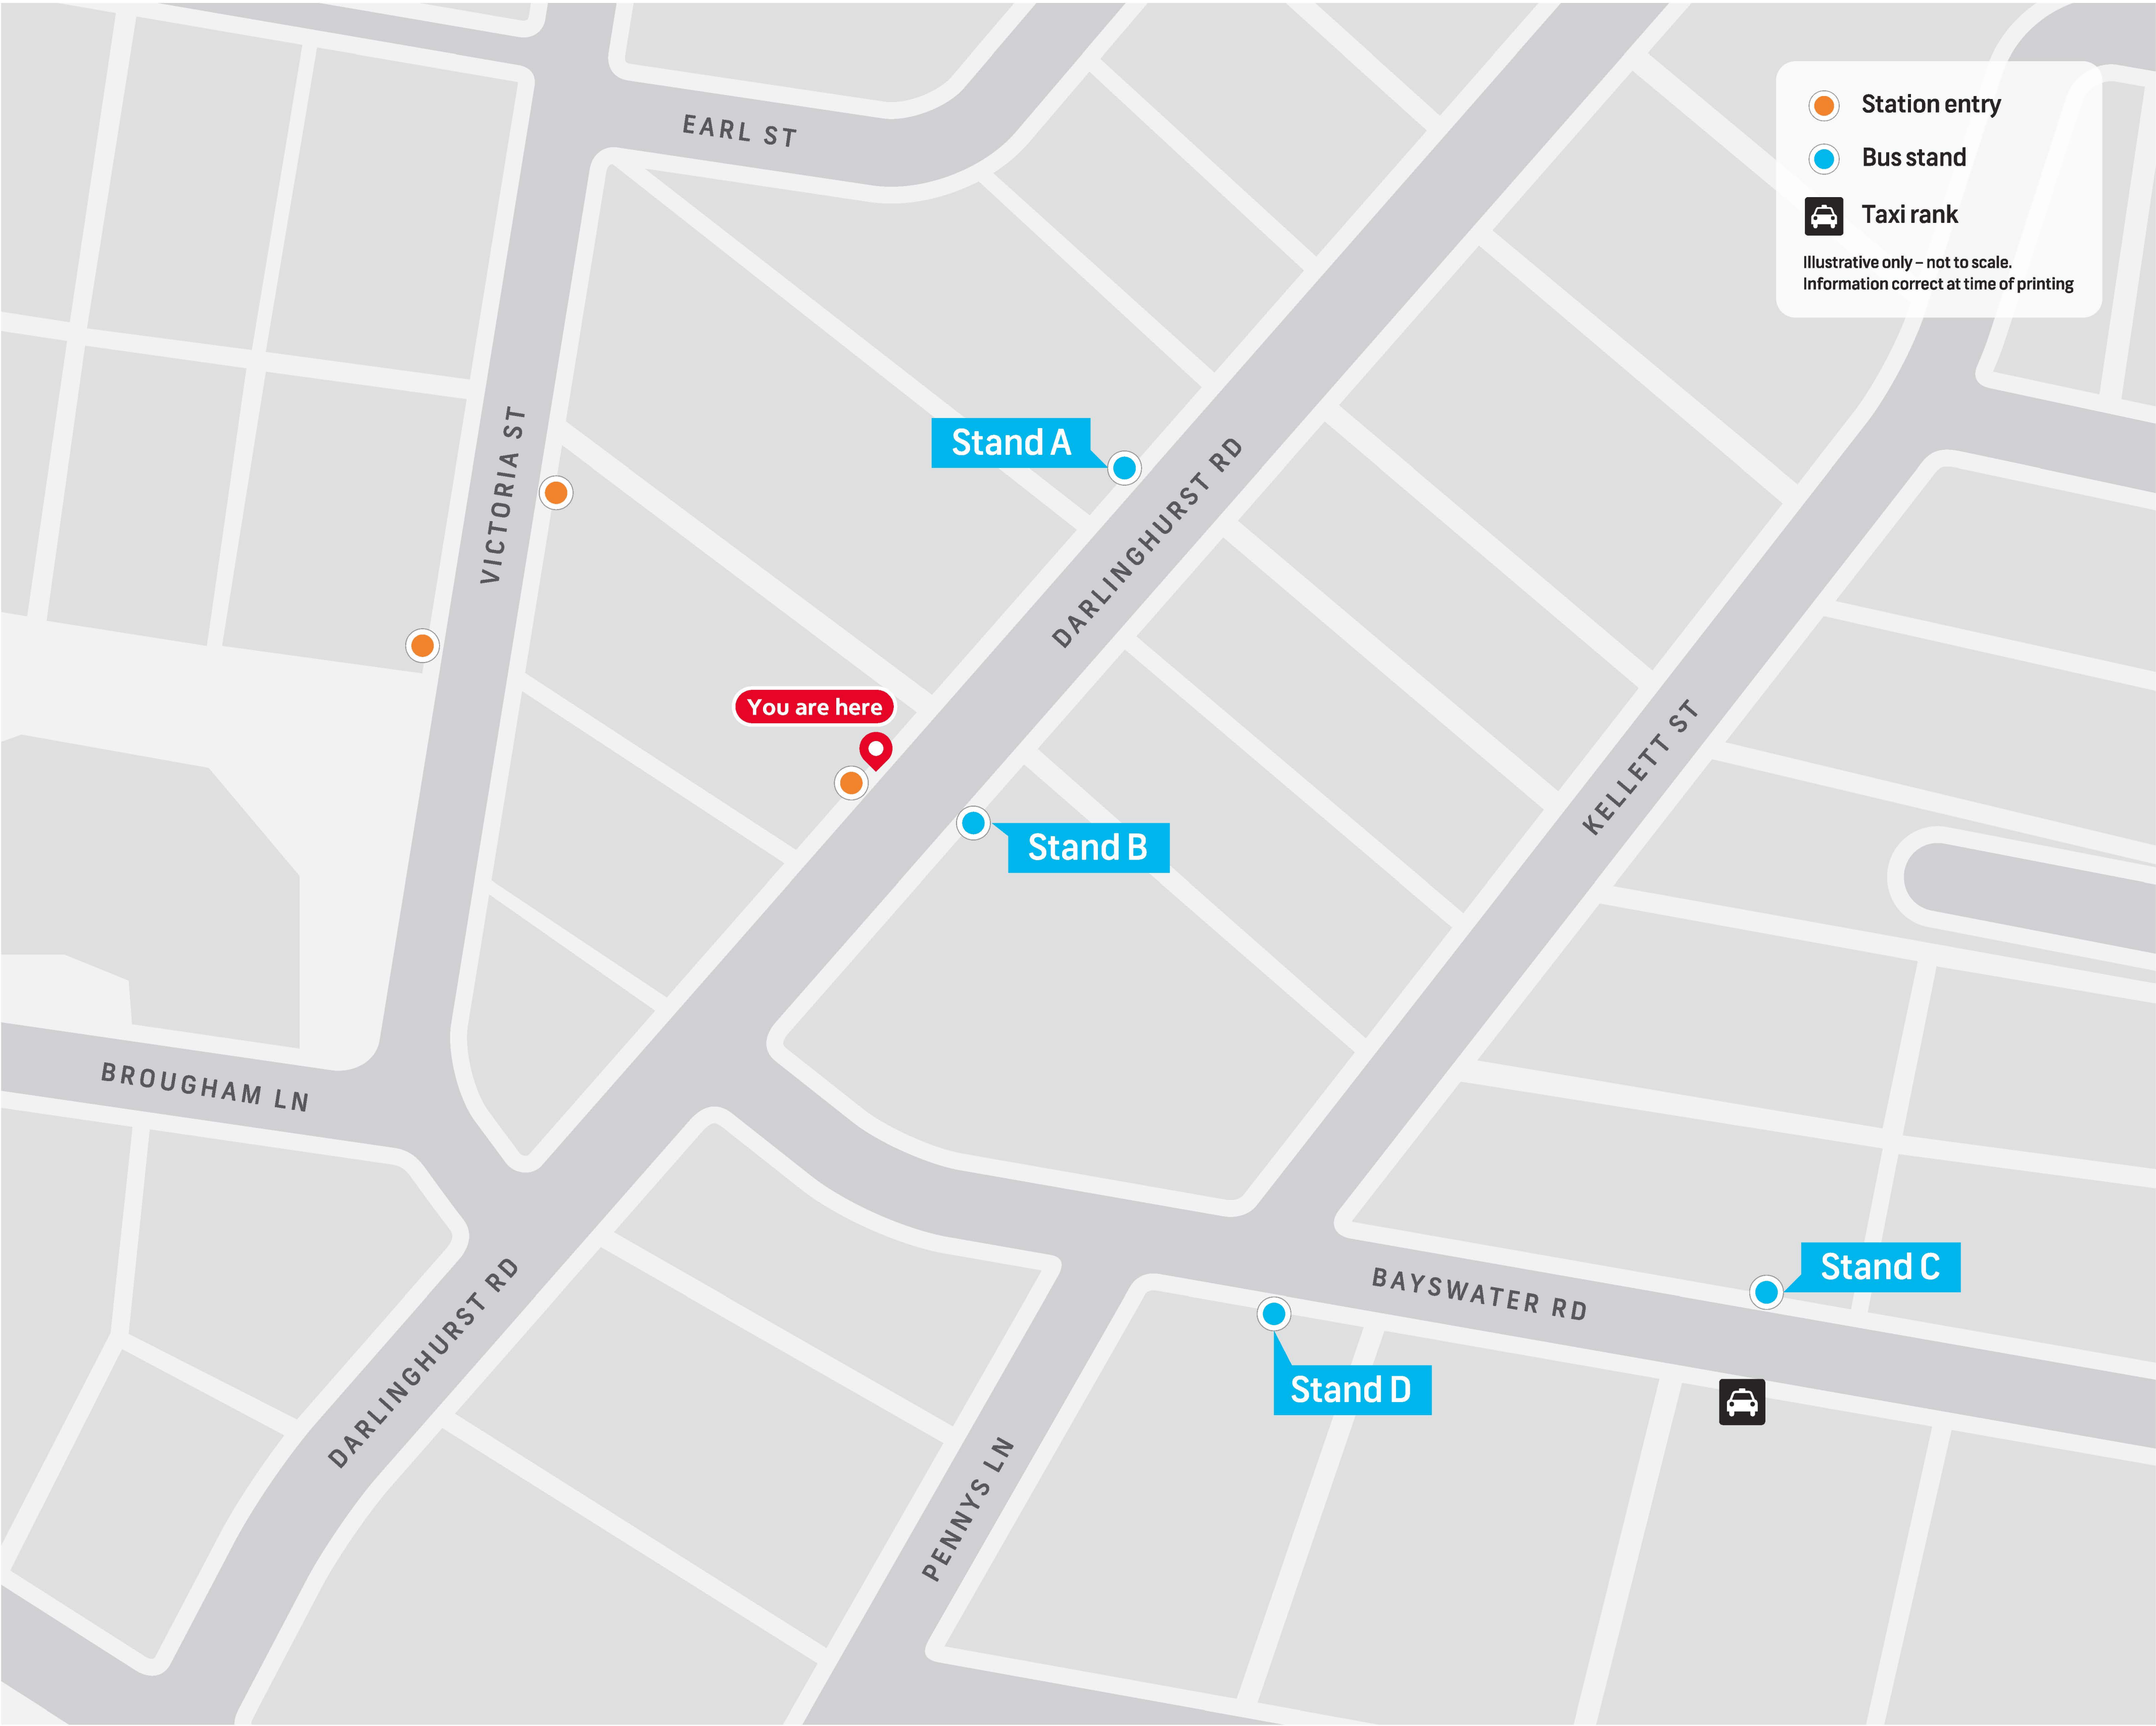 EARL ST
Station entry
Bus stand
Taxi rank
Illustrative only – not to scale.
Information correct at time of printing
VICTORIA ST
Stand A
DARLINGHURST RD
You are here
Stand B
KELLETT ST
BROUGHAM LN
DARLINGHURST RD
BAYSWATER RD
Stand C
Stand D
PENNYS LN